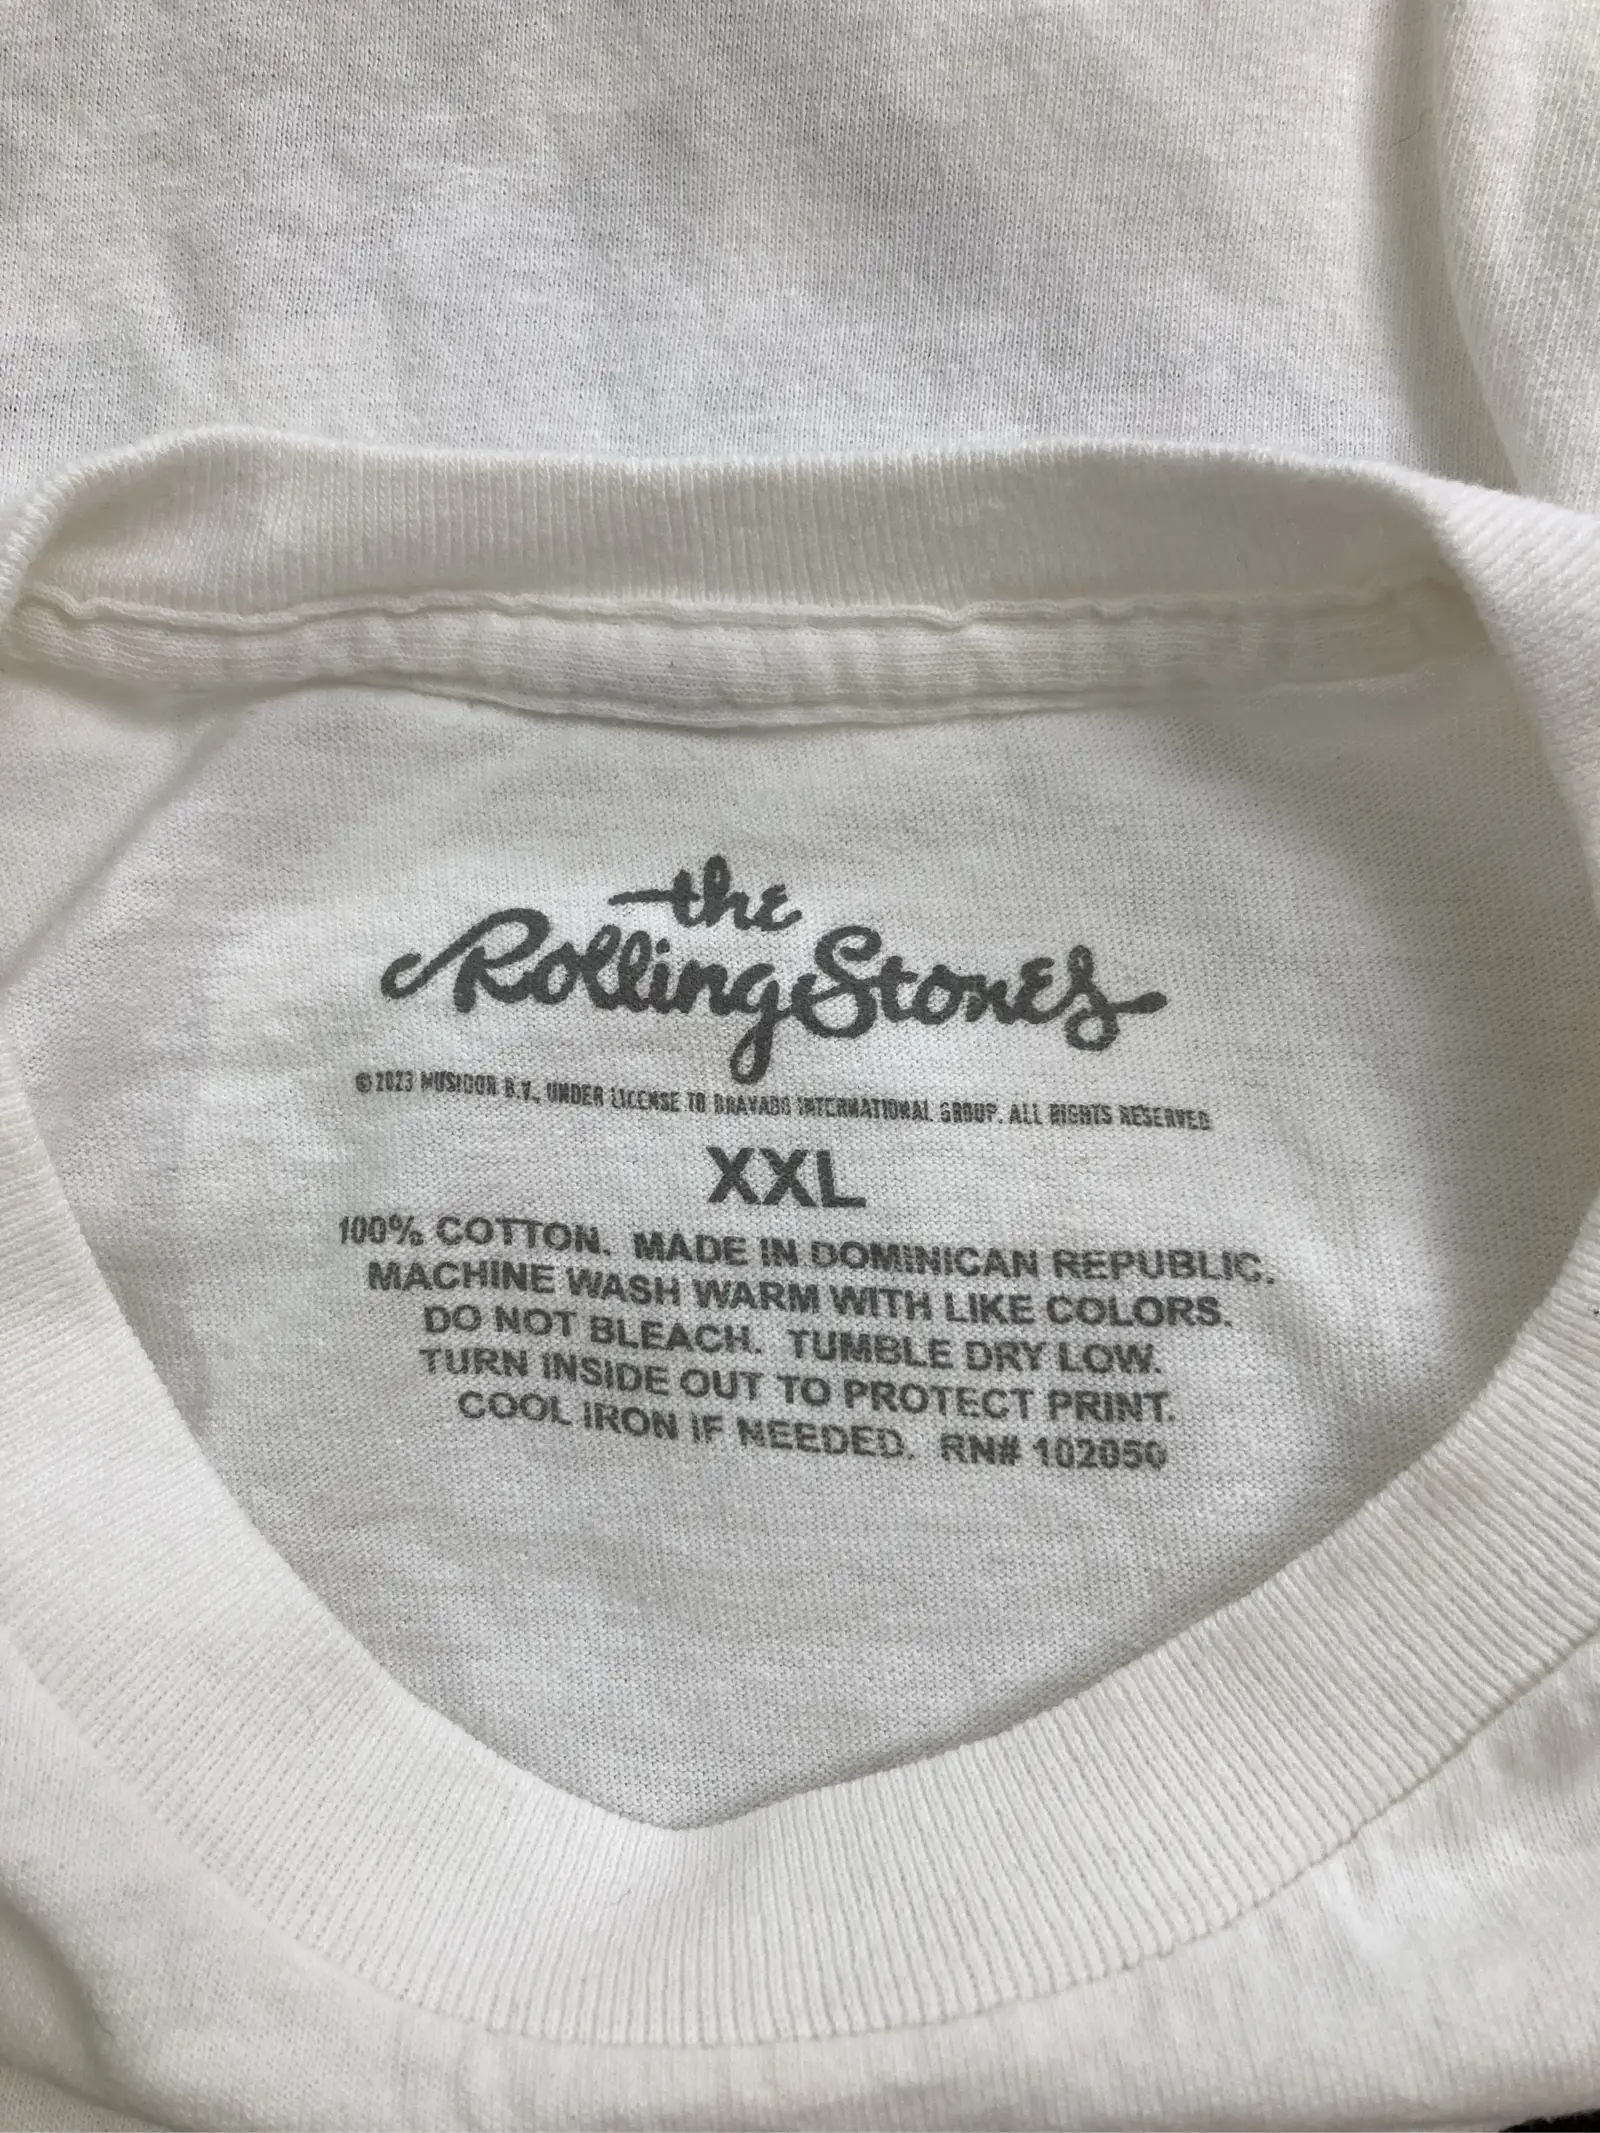 the
Rolling Stones
©2023 MUSIDOR B.V., UNDER LICENSE TO BRAVADO INTERNATIONAL GROUP. ALL RIGHTS RESERVED
XXL
100% COTTON. MADE IN DOMINICAN REPUBLIC.
MACHINE WASH WARM WITH LIKE COLORS.
DO NOT BLEACH. TUMBLE DRY LOW.
TURN INSIDE OUT TO PROTECT PRINT.
COOL IRON IF NEEDED. RN# 102050